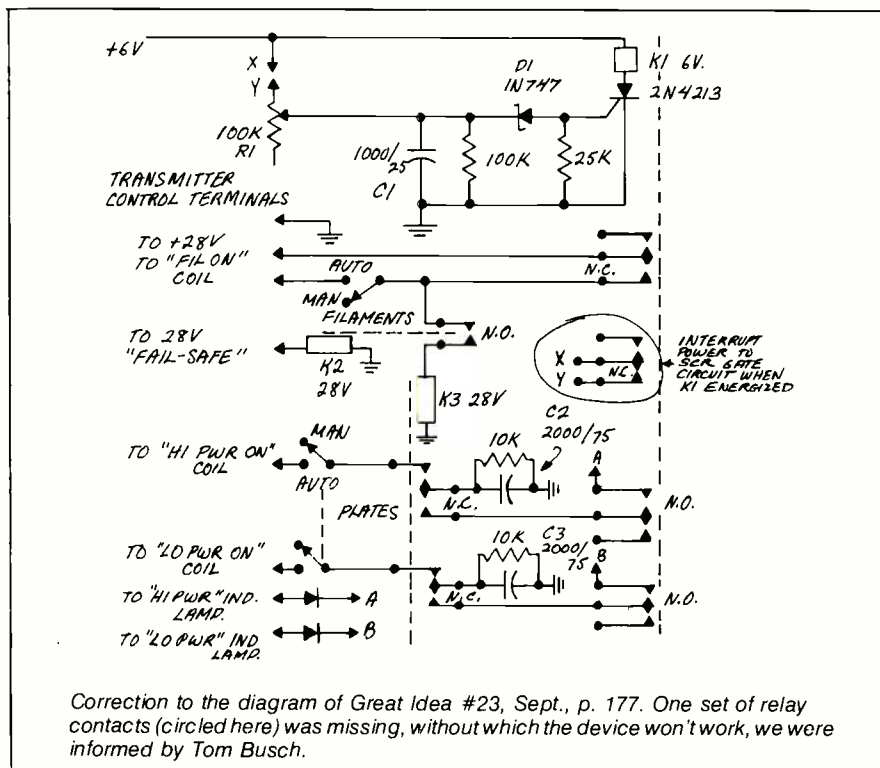 +6V
X
Y
100K
R1
D1
1N747
K1 6V.
2N4213
1000/
25
C1
100K
25K
TRANSMITTER
CONTROL TERMINALS
TO +28V
TO "FIL ON"
COIL
AUTO
MAN
FILAMENTS
N.C.
N.O.
TO 28V
"FAIL-SAFE"
K2
28V
K3 28V
X
Y
N.C.
INTERRUPT
POWER TO
SCR GATE
CIRCUIT WHEN
K1 ENERGIZED
TO "HI PWR ON"
COIL
MAN
AUTO
PLATES
10K
C2
2000/75
A
N.C.
N.O.
TO "LO PWR ON"
COIL
10K
C3
2000/
75
B
N.C.
N.O.
TO "HI PWR" IND.
LAMP.
A
TO "LO PWR" IND
LAMP.
B
Correction to the diagram of Great Idea #23, Sept., p. 177. One set of relay
contacts (circled here) was missing, without which the device won't work, we were
informed by Tom Busch.